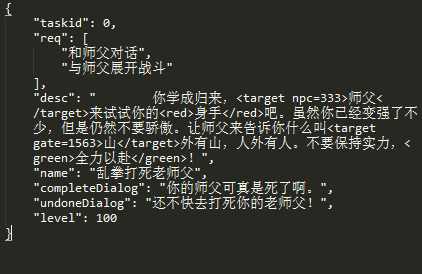 {
"taskid": 0,
"req": [
"和师父对话",
"与师父展开战斗"
],
"desc": "        你学成归来，<target npc=333>师父<
/target>来试试你的<red>身手</red>吧。虽然你已经变强了不
少，但是仍然不要骄傲。让师父来告诉你什么叫<target
gate=1563>山</target>外有山，人外有人。不要保持实力，<
green>全力以赴</green>！",
"name": "乱拳打死老师父",
"completeDialog": "你的师父可真是死了啊。",
"undoneDialog": "还不快去打死你的老师父！",
"level": 100
}